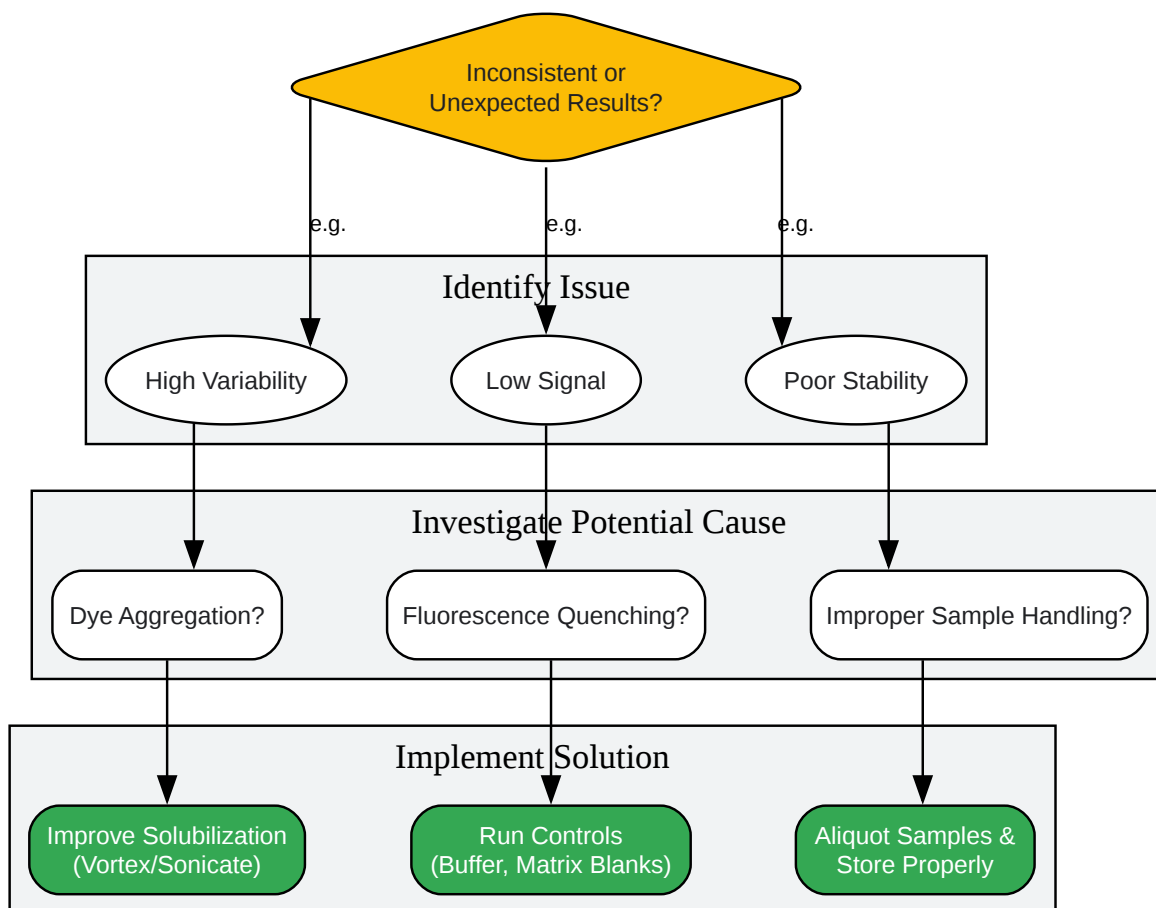 Inconsistent or
Unexpected Results?
e.g.
e.g.
e.g.
Identify Issue
High Variability
Low Signal
Poor Stability
Investigate Potential Cause
Dye Aggregation?
Fluorescence Quenching?
Improper Sample Handling?
Implement Solution
Improve Solubilization
(Vortex/Sonicate)
Run Controls
(Buffer, Matrix Blanks)
Aliquot Samples &
Store Properly